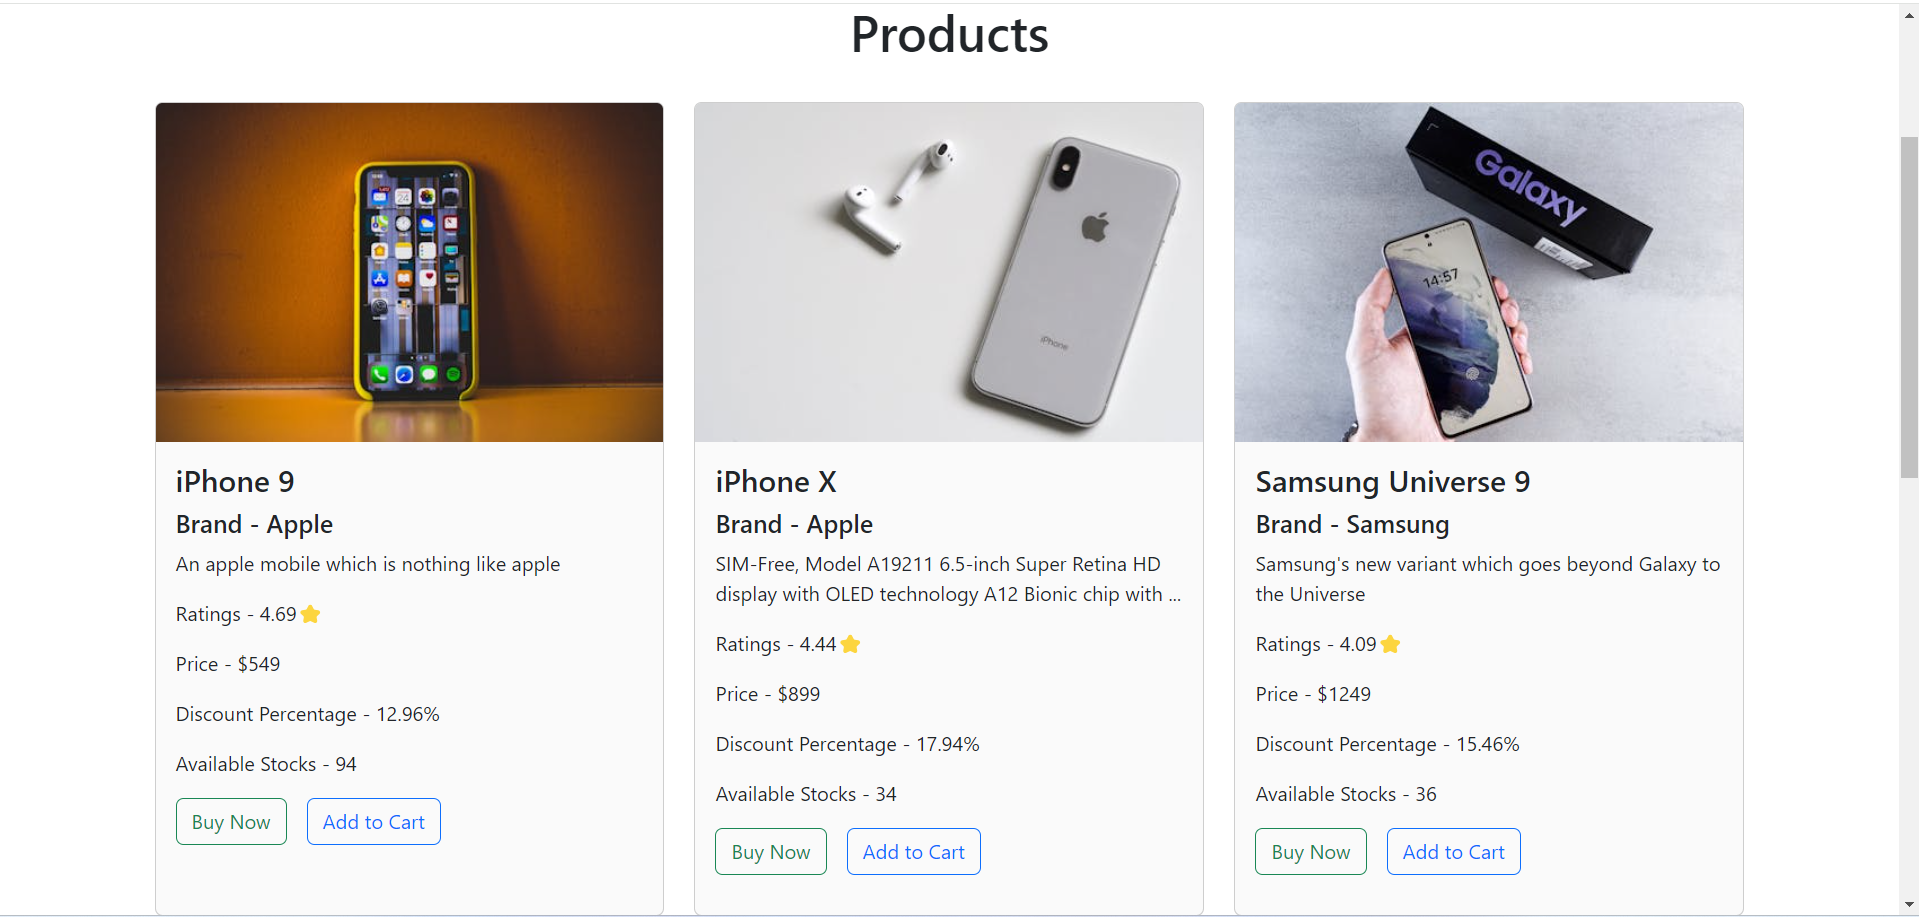 Products
Galaxy
14:57
iPhone
iPhone 9
Brand - Apple
An apple mobile which is nothing like apple
Ratings - 4.69
Price - $549
Discount Percentage - 12.96%
Available Stocks - 94
Buy Now
Add to Cart
iPhone X
Brand - Apple
SIM-Free, Model A19211 6.5-inch Super Retina HD
display with OLED technology A12 Bionic chip with ...
Ratings - 4.44
Price - $899
Discount Percentage - 17.94%
Available Stocks - 34
Buy Now
Add to Cart
Samsung Universe 9
Brand - Samsung
Samsung's new variant which goes beyond Galaxy to
the Universe
Ratings - 4.09
Price - $1249
Discount Percentage - 15.46%
Available Stocks - 36
Buy Now
Add to Cart